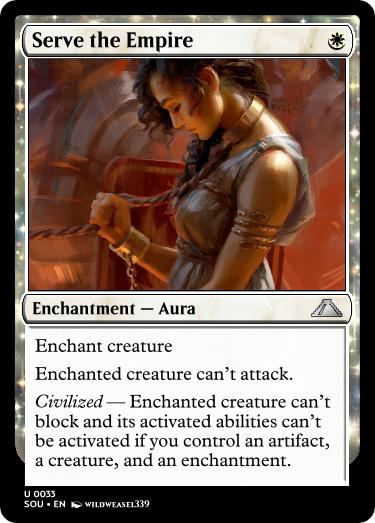 Serve the Empire
Enchantment — Aura
Enchant creature
Enchanted creature can't attack.
Civilized — Enchanted creature can't
block and its activated abilities can't
be activated if you control an artifact,
a creature, and an enchantment.
U 0033
SOU • EN WILDWEASEL339